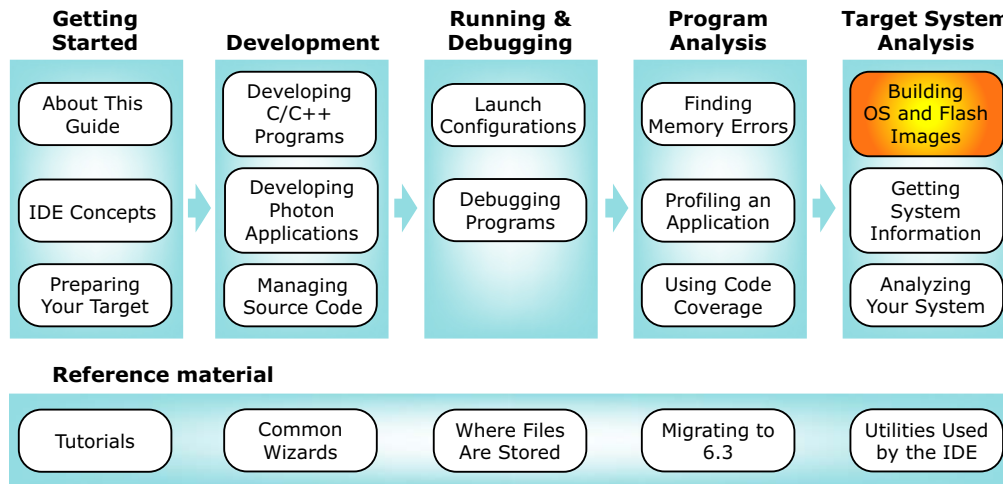 Getting
Started
About This
Guide
IDE Concepts
Preparing
Your Target
Development
Developing
C/C++
Programs
Developing
Photon
Applications
Managing
Source Code
Running &
Debugging
Launch
Configurations
Debugging
Programs
Program
Analysis
Finding
Memory Errors
Profiling an
Application
Using Code
Coverage
Target System
Analysis
Building
OS and Flash
Images
Getting
System
Information
Analyzing
Your System
Reference material
Tutorials
Common
Wizards
Where Files
Are Stored
Migrating to
6.3
Utilities Used
by the IDE